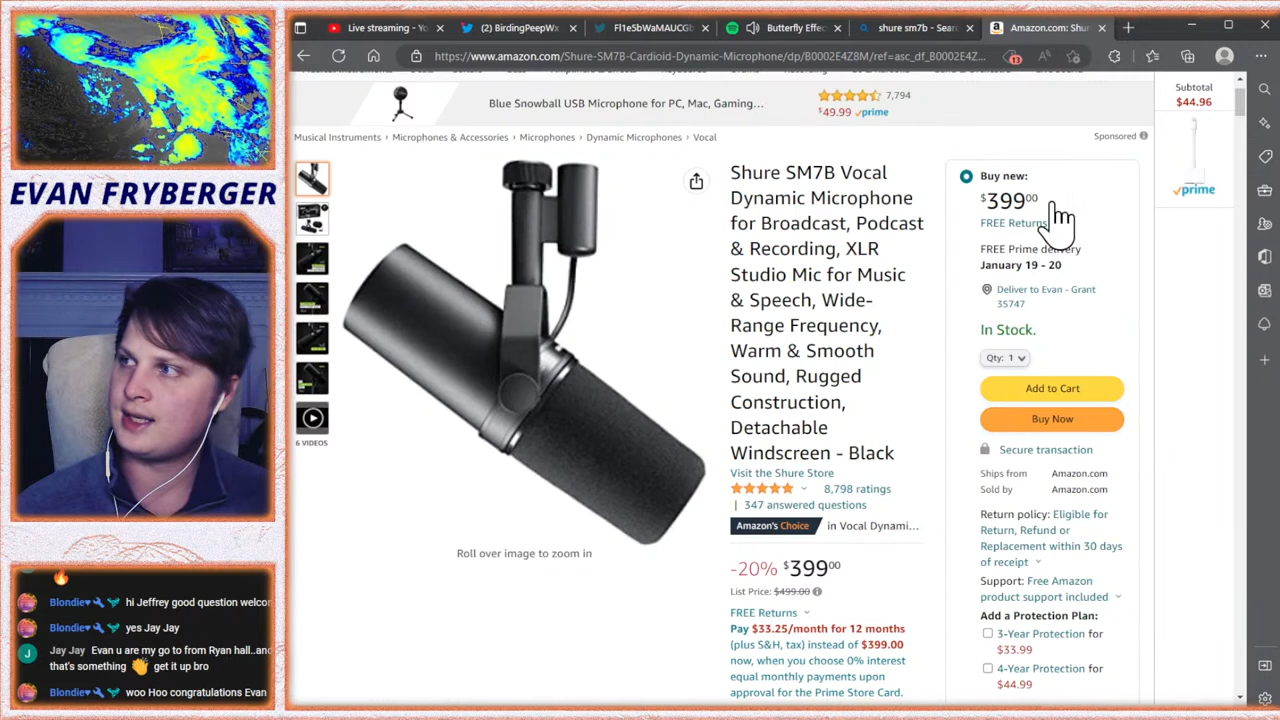 Live streaming - Yo
(2) BirdingPeepWx
Fl1e5bWaMAUCGb
Butterfly Effec
shure sm7b - Sear
Amazon.com: Shu
https://www.amazon.com/Shure-SM7B-Cardioid-Dynamic-Microphone/dp/B0002E4Z8M/ref=asc_df_B0002E4Z...
11
Blue Snowball USB Microphone for PC, Mac, Gaming...
7,794
$49.99 prime
Sponsored
Subtotal
$44.96
prime
Musical Instruments › Microphones & Accessories › Microphones › Dynamic Microphones › Vocal
EVAN FRYBERGER
6 VIDEOS
Roll over image to zoom in
Shure SM7B Vocal
Dynamic Microphone
for Broadcast, Podcast
& Recording, XLR
Studio Mic for Music
& Speech, Wide-
Range Frequency,
Warm & Smooth
Sound, Rugged
Construction,
Detachable
Windscreen - Black
Visit the Shure Store
8,798 ratings
| 347 answered questions
Amazon's Choice in Vocal Dynami...
-20% $399.00
List Price: $499.00
FREE Returns
Pay $33.25/month for 12 months
(plus S&H, tax) instead of $399.00
now, when you choose 0% interest
equal monthly payments upon
approval for the Prime Store Card.
Buy new:
$399.00
FREE Returns
FREE Prime delivery
January 19 - 20
Deliver to Evan - Grant
35747
In Stock.
Qty: 1
Add to Cart
Buy Now
Secure transaction
Ships from Amazon.com
Sold by Amazon.com
Return policy: Eligible for
Return, Refund or
Replacement within 30 days
of receipt
Support: Free Amazon
product support included
Add a Protection Plan:
3-Year Protection for
$33.99
4-Year Protection for
$44.99
Blondie♥ hi Jeffrey good question welcom
Blondie♥ yes Jay Jay
J
Jay Jay Evan u are my go to from Ryan hall..and
that's something 👏 get it up bro
Blondie♥ woo Hoo congratulations Evan